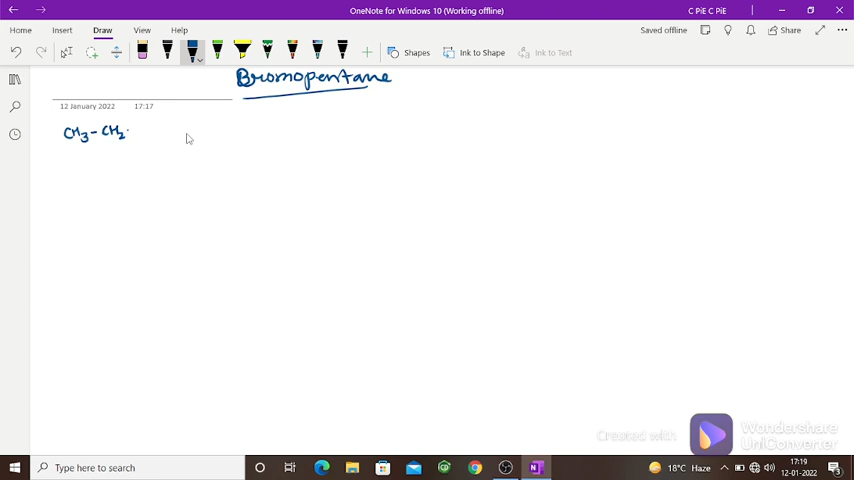 OneNote for Windows 10 (Working offline)
C PiE C PiE
Home Insert Draw View Help
Saved offline
Share
Shapes
Ink to Shape
Ink to Text
Bromopentane
12 January 2022 17:17
CH3 - CH2
Created with
Wondershare
UniConverter
Type here to search
18°C Haze
17:19
12-01-2022
3